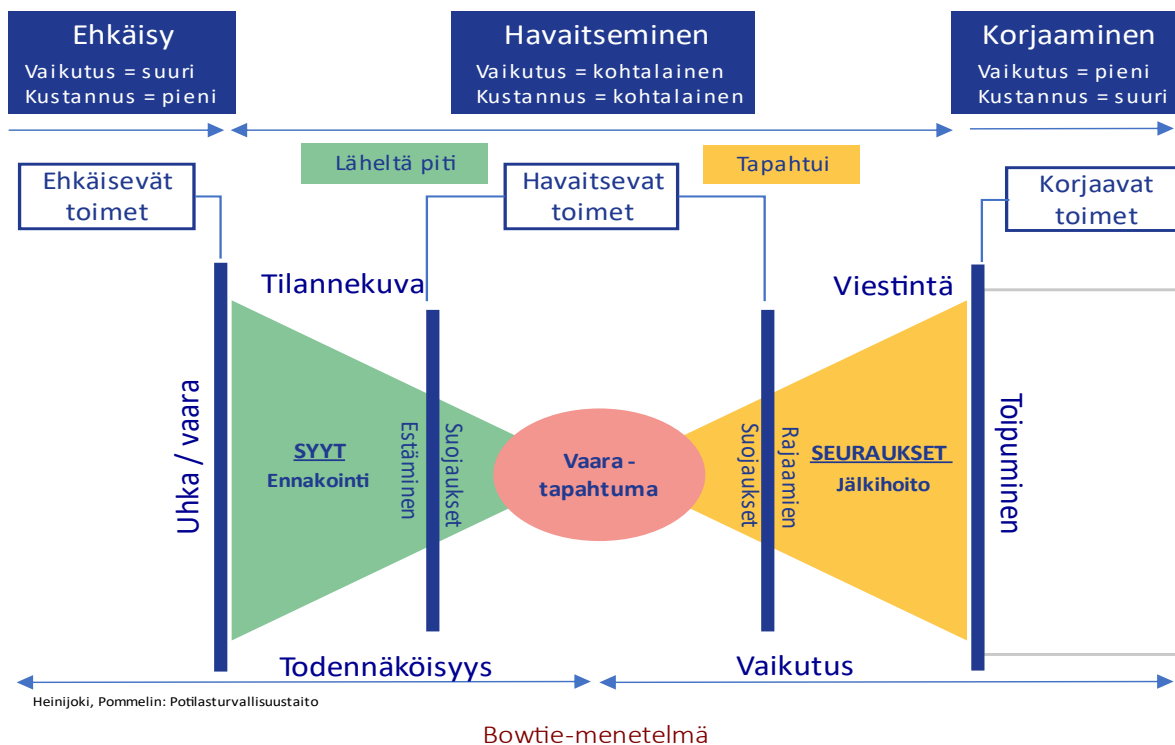 Ehkäisy
Vaikutus = suuri
Kustannus = pieni
Havaitseminen
Vaikutus = kohtalainen
Kustannus = kohtalainen
Korjaaminen
Vaikutus = pieni
Kustannus = suuri
Läheltä piti
Tapahtui
Ehkäisevät
toimet
Havaitsevat
toimet
Korjaavat
toimet
Tilannekuva
Viestintä
Uhka / vaara
SYYT
Ennakointi
Estäminen
Suojaukset
Vaara -
tapahtuma
Suojaukset
Rajaamien
SEURAUKSET
Jälkihoito
Toipuminen
Todennäköisyys
Vaikutus
Heinijoki, Pommelin: Potilasturvallisuustaito
Bowtie-menetelmä